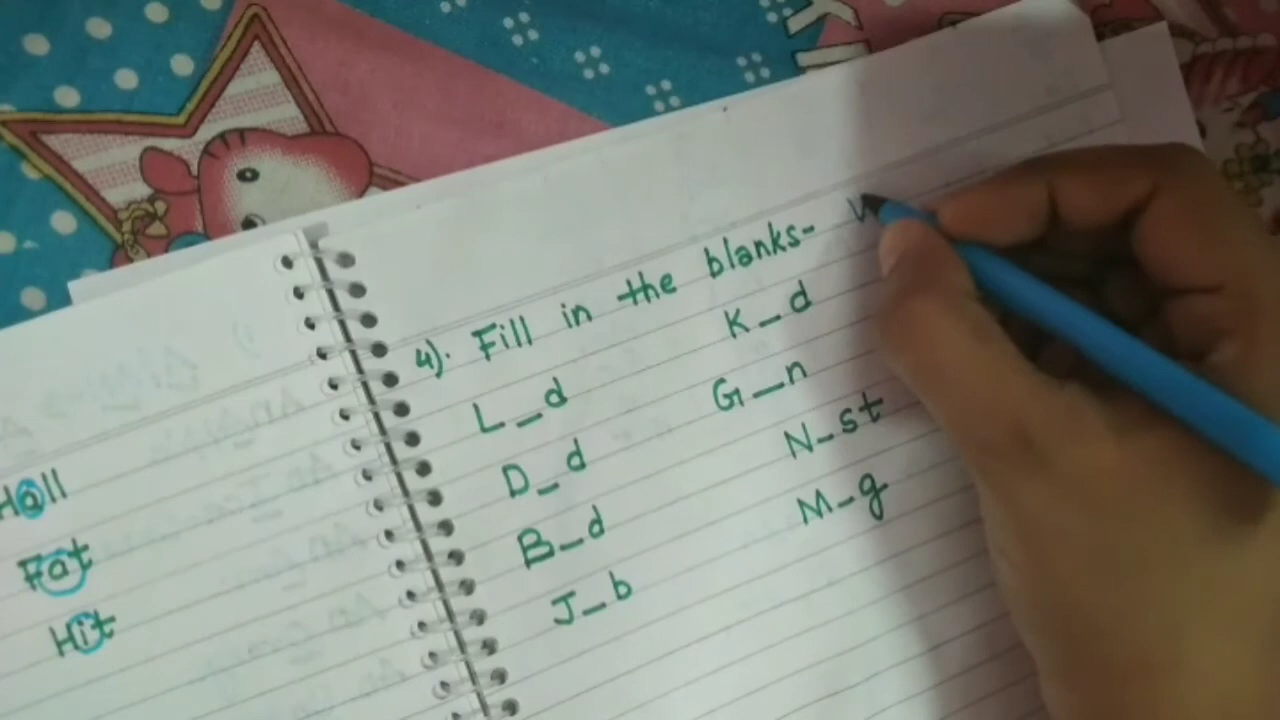 Hall
Fat
Hit
4). Fill in the blanks-
L_d
K_d
D_d
G_n
B_d
N_st
J_b
M_g